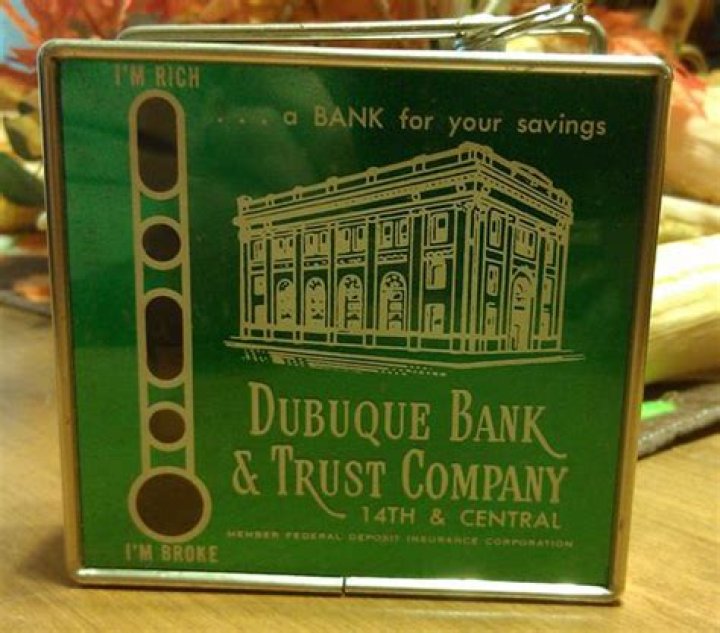 I'M RICH
. . . a BANK for your savings
DUBUQUE BANK
& TRUST COMPANY
14TH & CENTRAL
MEMBER FEDERAL DEPOSIT INSURANCE CORPORATION
I'M BROKE